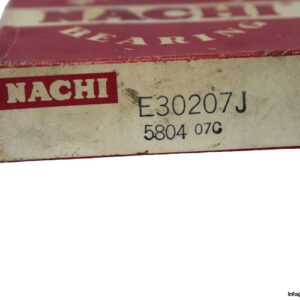 NACHI
BEARING
NACHI
E30207J
5804 07C